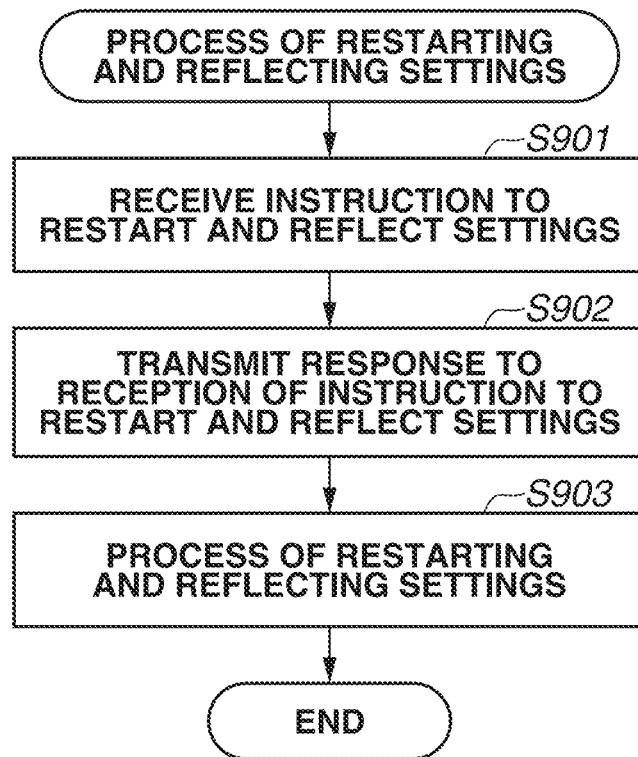 PROCESS OF RESTARTING
AND REFLECTING SETTINGS
S901
RECEIVE INSTRUCTION TO
RESTART AND REFLECT SETTINGS
S902
TRANSMIT RESPONSE TO
RECEPTION OF INSTRUCTION TO
RESTART AND REFLECT SETTINGS
S903
PROCESS OF RESTARTING
AND REFLECTING SETTINGS
END